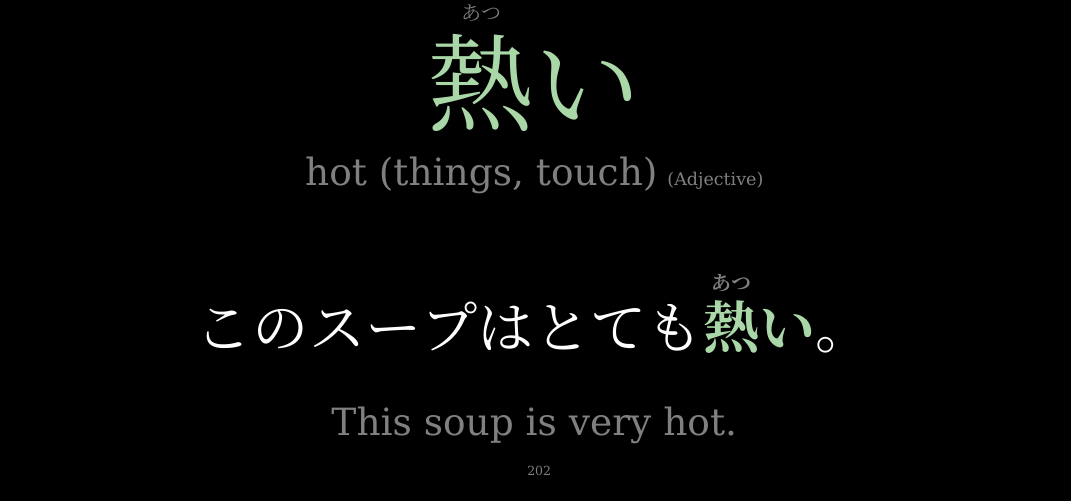 あつ
熱い
hot (things, touch) (Adjective)
あつ
このスープはとても熱い。
This soup is very hot.
202